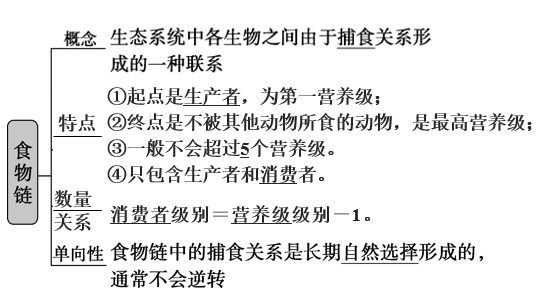 概念
生态系统中各生物之间由于捕食关系形
成的一种联系
食物链
特点
①起点是生产者，为第一营养级；
②终点是不被其他动物所食的动物，是最高营养级；
③一般不会超过5个营养级。
④只包含生产者和消费者。
数量
关系
消费者级别＝营养级级别－1。
单向性
食物链中的捕食关系是长期自然选择形成的，
通常不会逆转